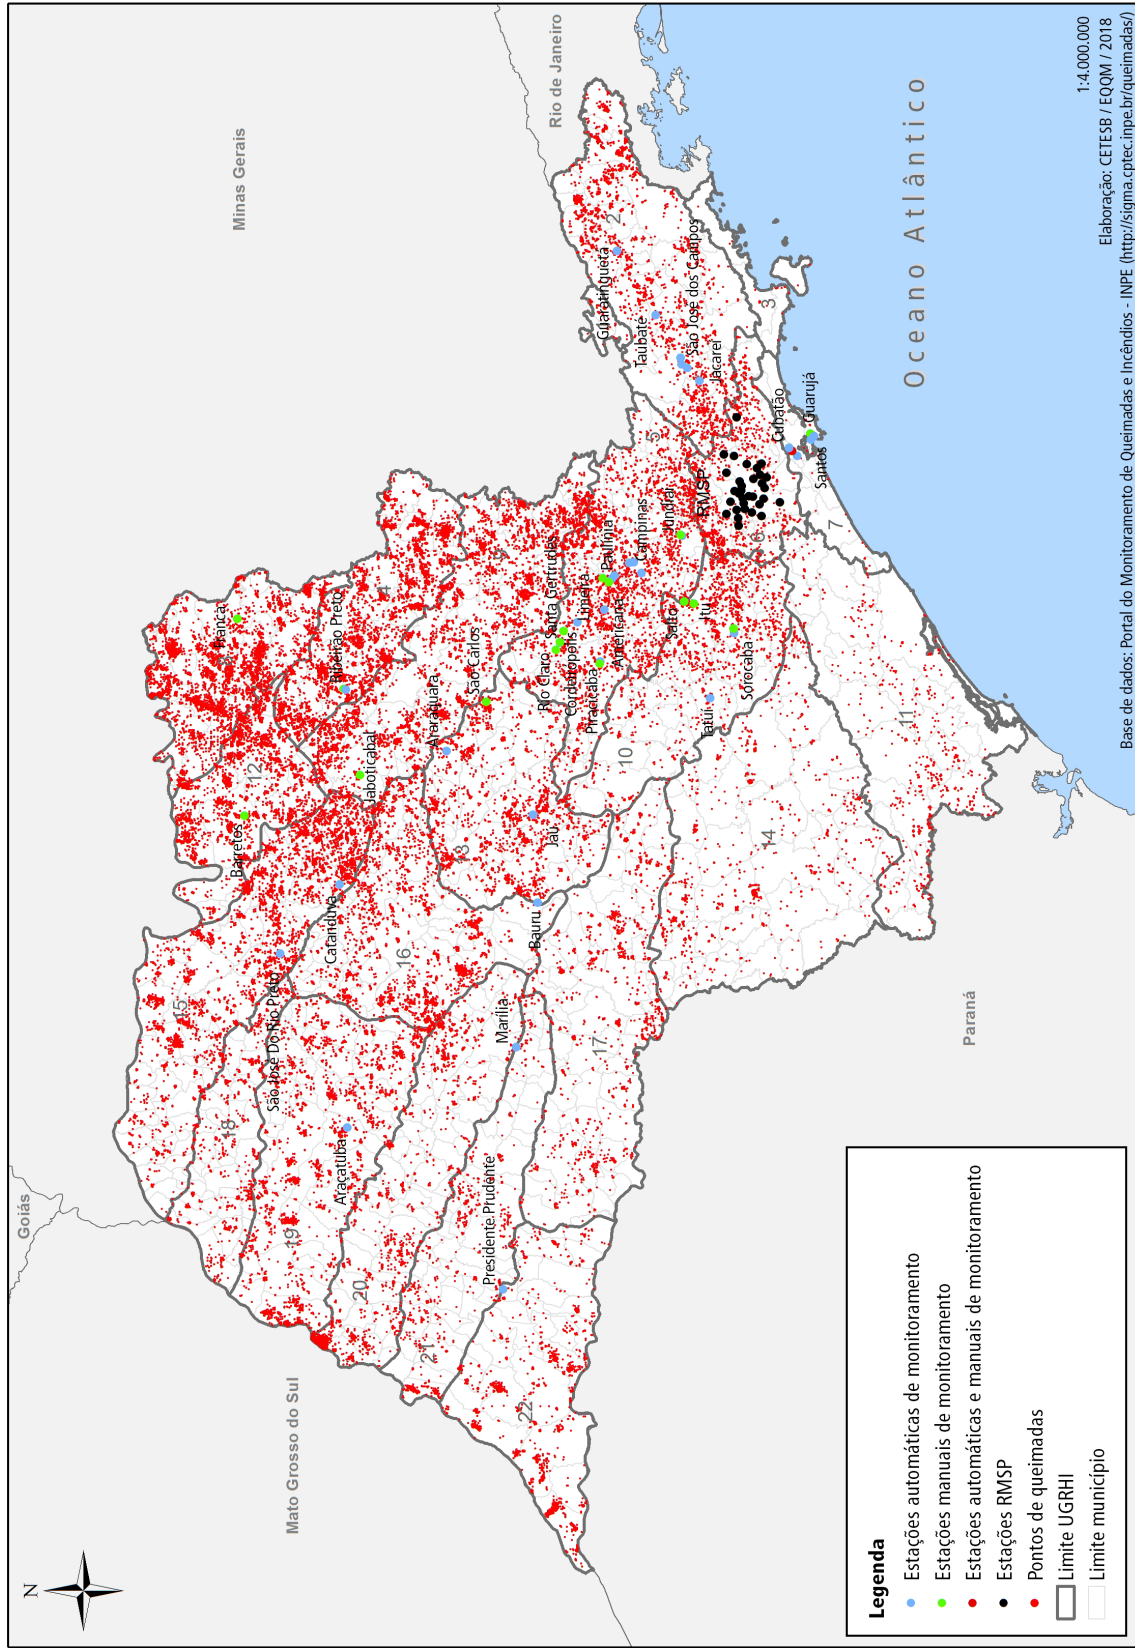 N
Goiás
Minas Gerais
Mato Grosso do Sul
Rio de Janeiro
Paraná
Oceano Atlântico
15
18
19
20
21
22
16
17
12
4
9
13
5
2
3
6
7
10
14
11
Franca
Barretos
Ribeirão Preto
Jaboticabal
São José Do Rio Preto
Catanduva
Araçatuba
Araraquara
São Carlos
Jaú
Bauru
Marília
Presidente Prudente
Santa Gertrudes
Rio Claro
Cordeirópolis
Limeira
Piracicaba
Americana
Paulínia
Campinas
Jundiaí
Salto
Itu
Sorocaba
Tatuí
RMSP
Guaratinguetá
Taubaté
São José dos Campos
Jacareí
Cubatão
Guarujá
Santos
Legenda
Estações automáticas de monitoramento
Estações manuais de monitoramento
Estações automáticas e manuais de monitoramento
Estações RMSP
Pontos de queimadas
Limite UGRHI
Limite município
1:4.000.000
Elaboração: CETESB / EQQM / 2018
Base de dados: Portal do Monitoramento de Queimadas e Incêndios - INPE (http://sigma.cptec.inpe.br/queimadas/)